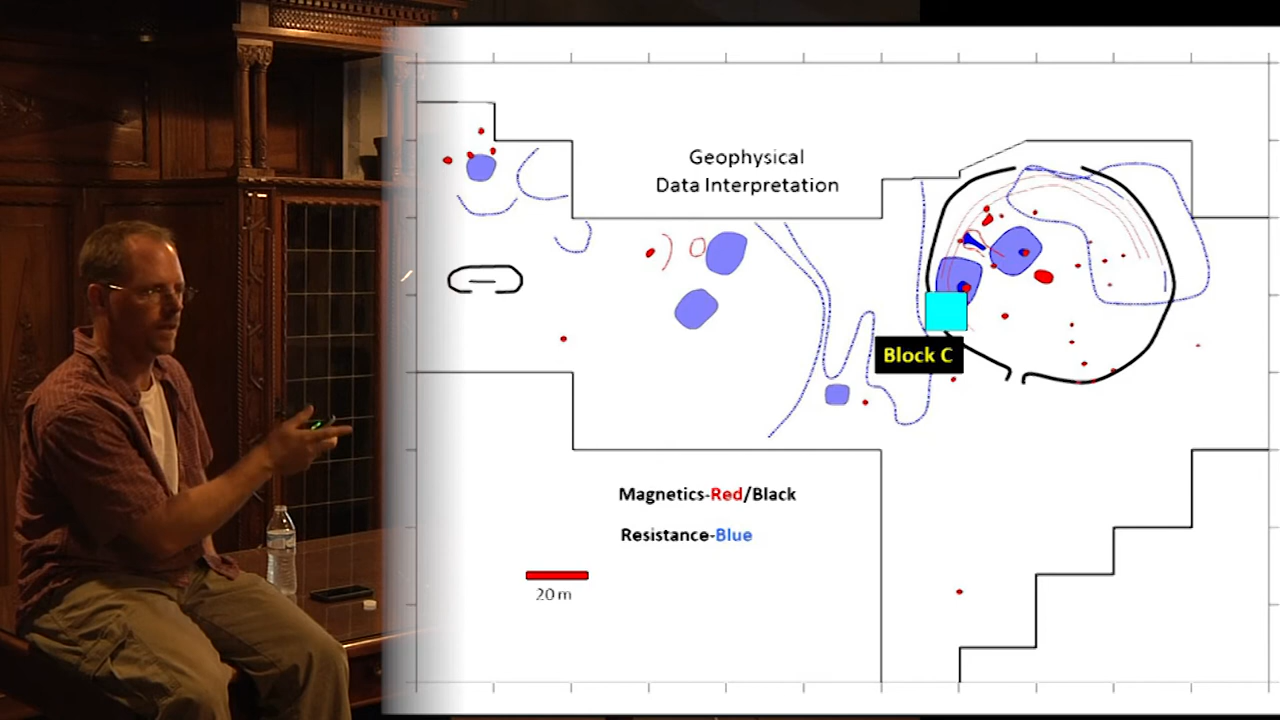 Geophysical
Data Interpretation
Block C
Magnetics-Red/Black
Resistance-Blue
20 m